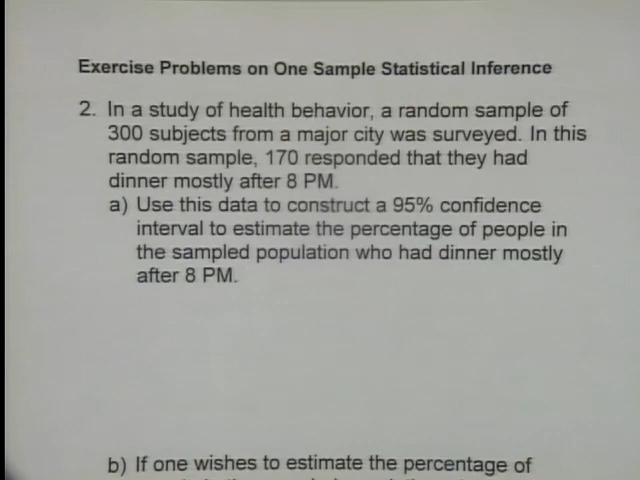 Exercise Problems on One Sample Statistical Inference
2. In a study of health behavior, a random sample of
300 subjects from a major city was surveyed. In this
random sample, 170 responded that they had
dinner mostly after 8 PM.
a) Use this data to construct a 95% confidence
interval to estimate the percentage of people in
the sampled population who had dinner mostly
after 8 PM.
b) If one wishes to estimate the percentage of